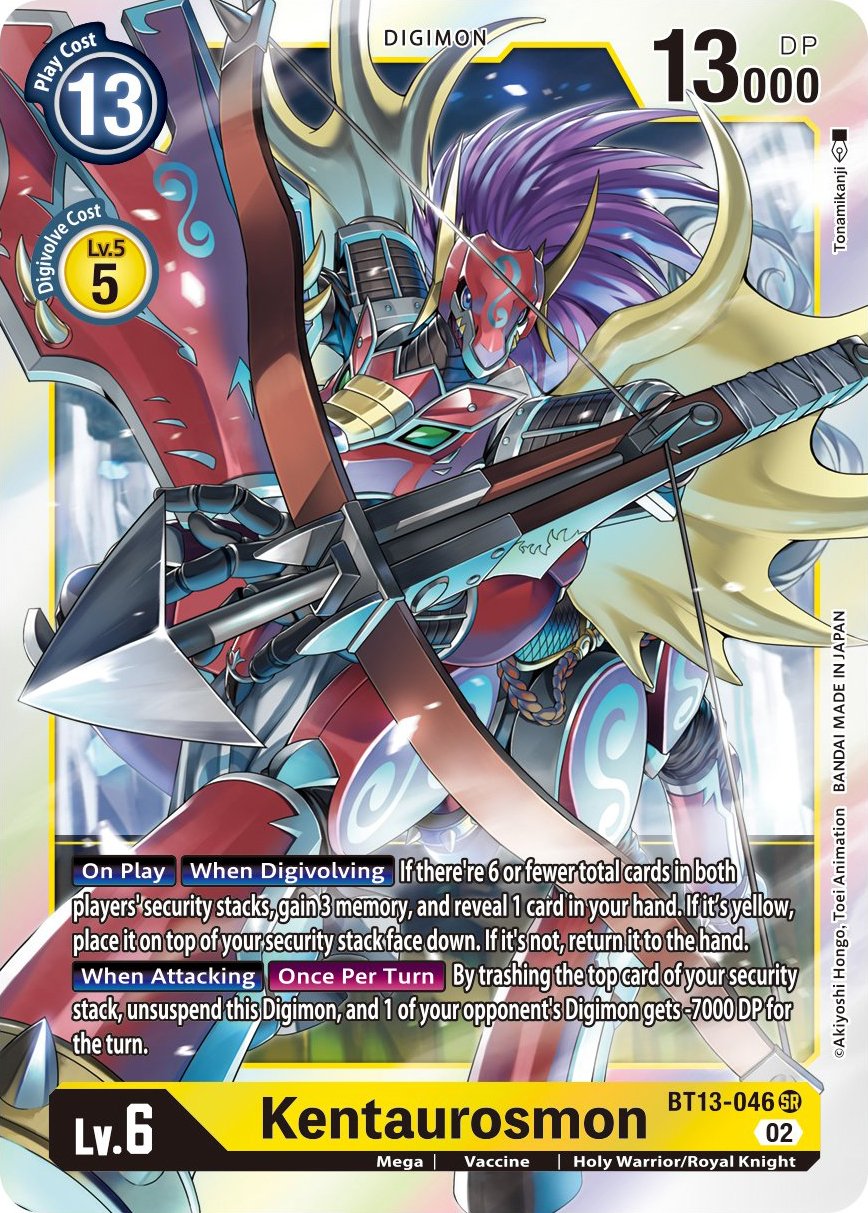 Play Cost
13
DIGIMON
13000
DP
Digivolve Cost
Lv.5
5
Tonamikanji
On Play When Digivolving If there're 6 or fewer total cards in both
players' security stacks, gain 3 memory, and reveal 1 card in your hand. If it's yellow,
place it on top of your security stack face down. If it's not, return it to the hand.
When Attacking Once Per Turn By trashing the top card of your security
stack, unsuspend this Digimon, and 1 of your opponent's Digimon gets -7000 DP for
the turn.
©Akiyoshi Hongo, Toei Animation BANDAI MADE IN JAPAN
Lv.6
Kentaurosmon
BT13-046 SR
02
Mega | Vaccine | Holy Warrior/Royal Knight